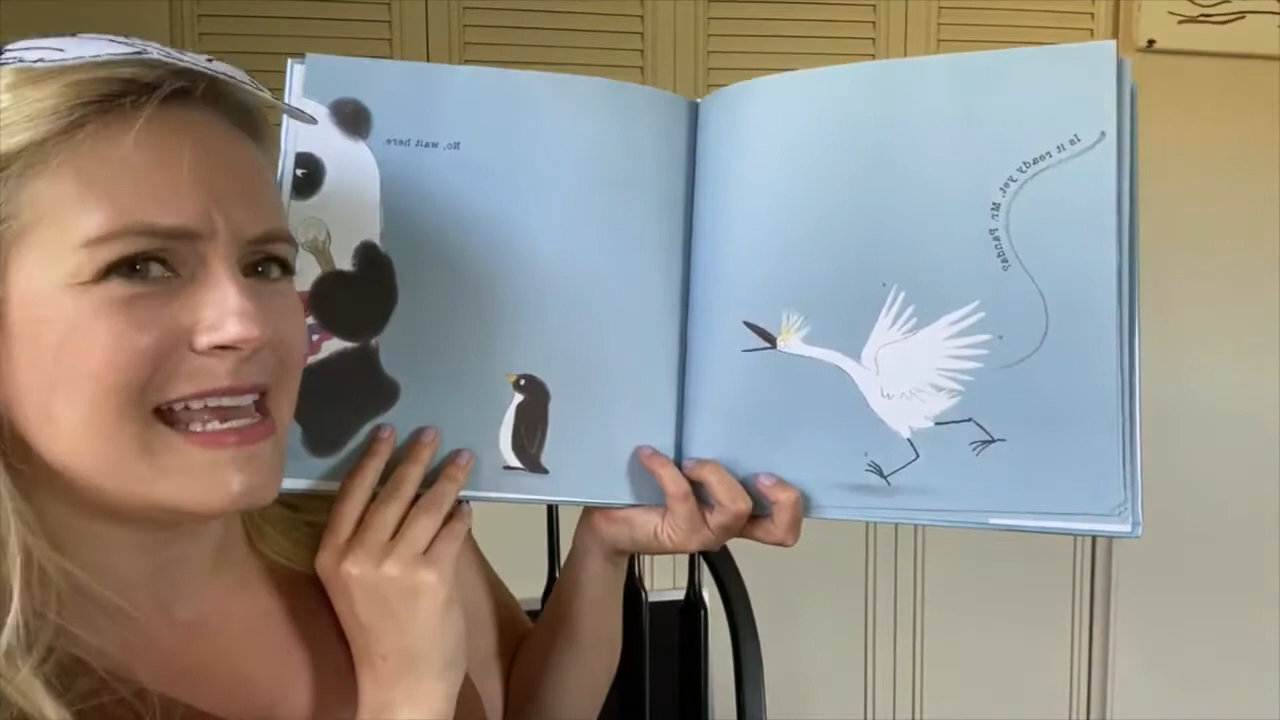 No, wait here.
Is it ready yet, Mr. Panda?